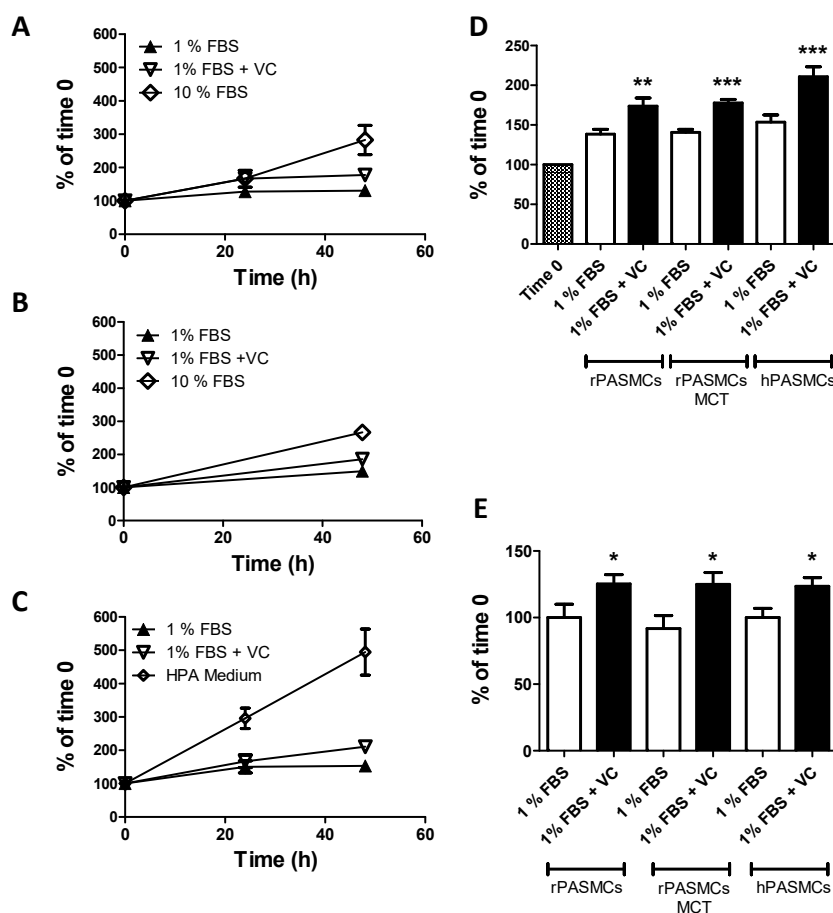 A
600
500
400
300
200
100
0
% of time 0
1 % FBS
1% FBS + VC
10 % FBS
0
20
40
60
Time (h)
B
600
500
400
300
200
100
0
% of time 0
1% FBS
1% FBS +VC
10 % FBS
0
20
40
60
Time (h)
C
600
500
400
300
200
100
0
% of time 0
1 % FBS
1% FBS + VC
HPA Medium
0
20
40
60
Time (h)
D
250
200
150
100
50
0
% of time 0
**
***
***
Time 0
1 % FBS
1% FBS + VC
1 % FBS
1% FBS + VC
1 % FBS
1% FBS + VC
rPASMCs
rPASMCs
MCT
hPASMCs
E
150
100
50
0
% of time 0
*
*
*
1 % FBS
1% FBS + VC
1 % FBS
1% FBS + VC
1 % FBS
1% FBS + VC
rPASMCs
rPASMCs
MCT
hPASMCs